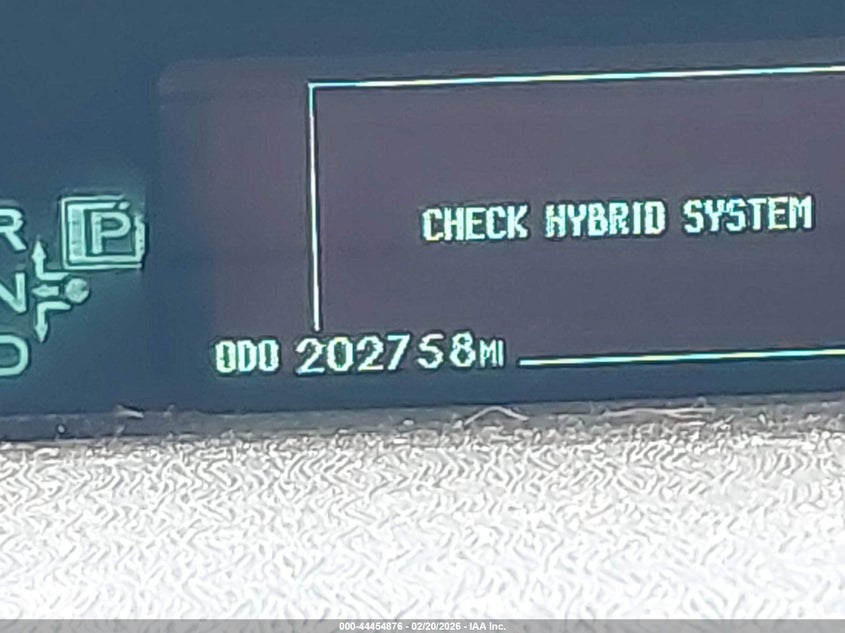 R
P
N
D
CHECK HYBRID SYSTEM
ODO 202758MI
000-44454876 - 02/20/2026 - IAA Inc.